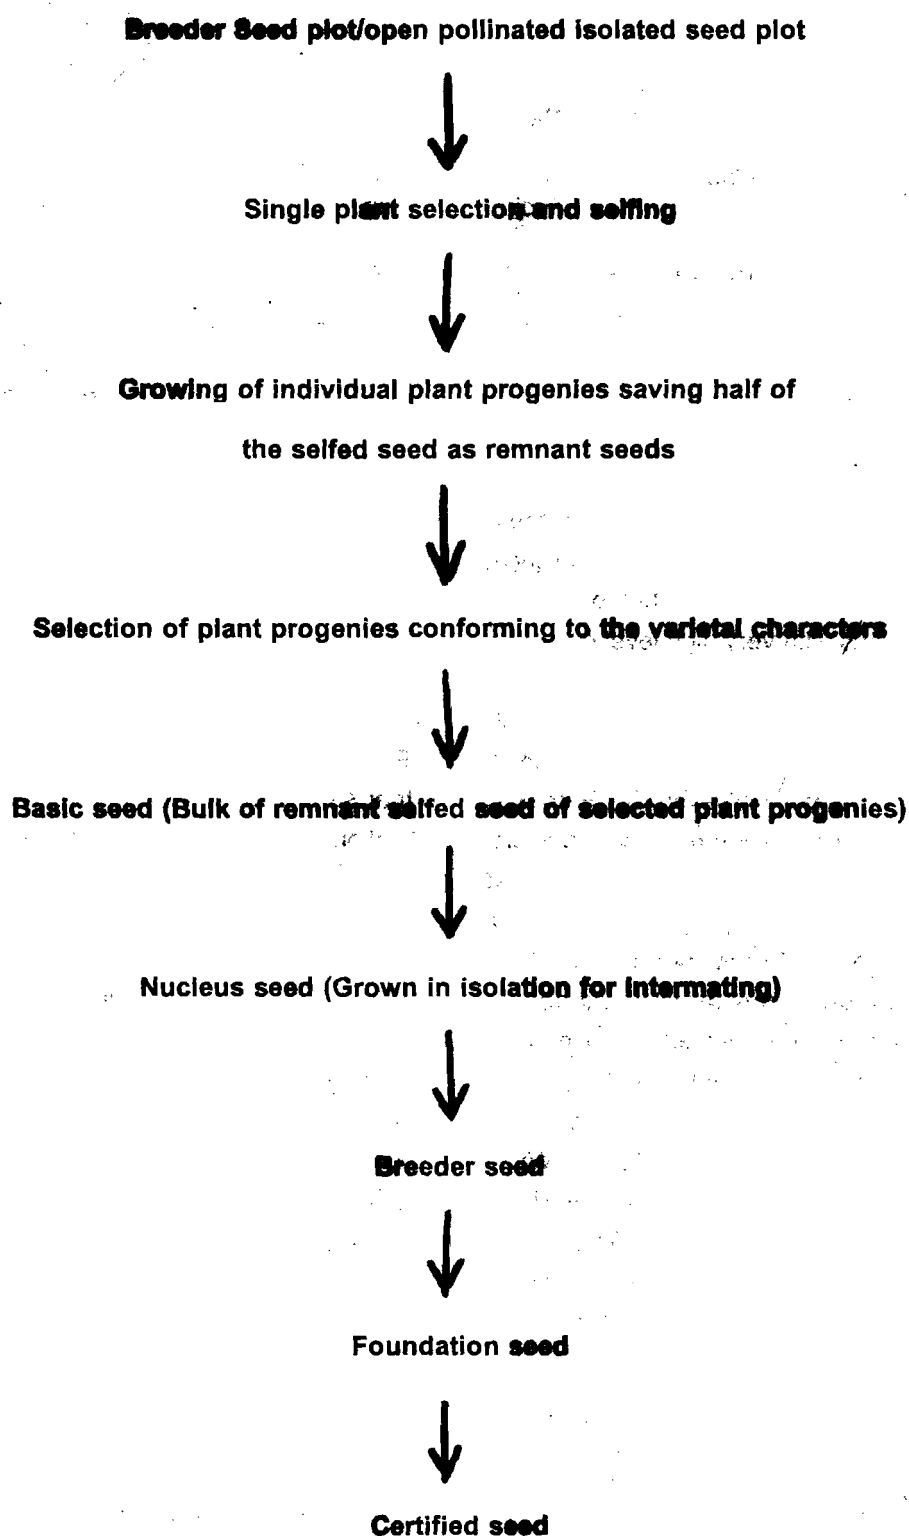 Breeder Seed plot/open pollinated isolated seed plot
Single plant selection and selfing
Growing of individual plant progenies saving half of
the selfed seed as remnant seeds
Selection of plant progenies conforming to the varietal characters
Basic seed (Bulk of remnant selfed seed of selected plant progenies)
Nucleus seed (Grown in isolation for intermating)
Breeder seed
Foundation seed
Certified seed